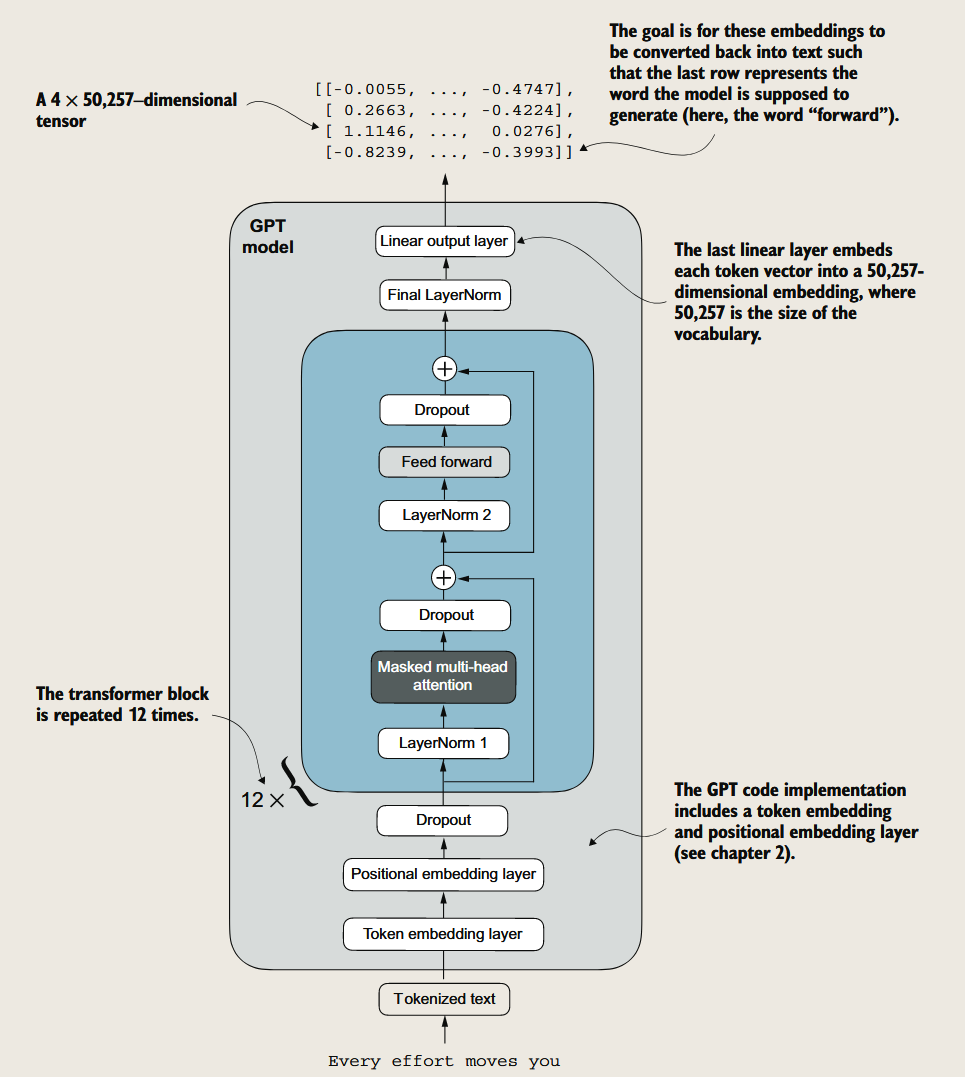 The goal is for these embeddings to
be converted back into text such
that the last row represents the
word the model is supposed to
generate (here, the word “forward”).
A 4 × 50,257–dimensional
tensor
[[-0.0055, ..., -0.4747],
[ 0.2663, ..., -0.4224],
[ 1.1146, ..., 0.0276],
[-0.8239, ..., -0.3993]]
GPT
model
Linear output layer
The last linear layer embeds
each token vector into a 50,257-
dimensional embedding, where
50,257 is the size of the
vocabulary.
Final LayerNorm
+
Dropout
Feed forward
LayerNorm 2
+
Dropout
Masked multi-head
attention
The transformer block
is repeated 12 times.
LayerNorm 1
12 ×
{
Dropout
The GPT code implementation
includes a token embedding
and positional embedding layer
(see chapter 2).
Positional embedding layer
Token embedding layer
Tokenized text
Every effort moves you